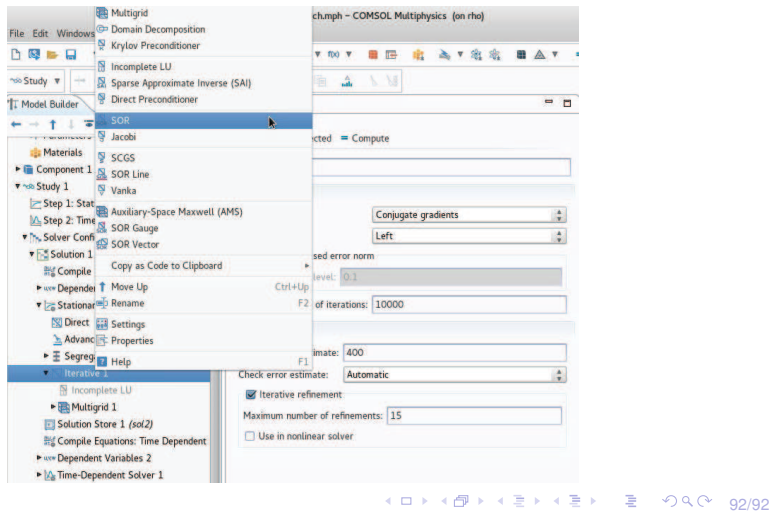 ch.mph – COMSOL Multiphysics (on rho)
File Edit Windows
Study
f(x)
Model Builder
Materials
Component 1
Study 1
Step 1: Stat
Step 2: Time
Solver Confi
Solution 1
Compile
Depende
Stationar
Direct
Advanc
Segrega
Iterative 1
Incomplete LU
Multigrid 1
Solution Store 1 (sol2)
Compile Equations: Time Dependent
Dependent Variables 2
Time-Dependent Solver 1
Multigrid
Domain Decomposition
Krylov Preconditioner
Incomplete LU
Sparse Approximate Inverse (SAI)
Direct Preconditioner
SOR
Jacobi
SCGS
SOR Line
Vanka
Auxiliary-Space Maxwell (AMS)
SOR Gauge
SOR Vector
Copy as Code to Clipboard
Move Up Ctrl+Up
Rename F2
Settings
Properties
Help F1
cted = Compute
Conjugate gradients
Left
sed error norm
level: 0.1
of iterations: 10000
imate: 400
Check error estimate: Automatic
Iterative refinement
Maximum number of refinements: 15
Use in nonlinear solver
92/92